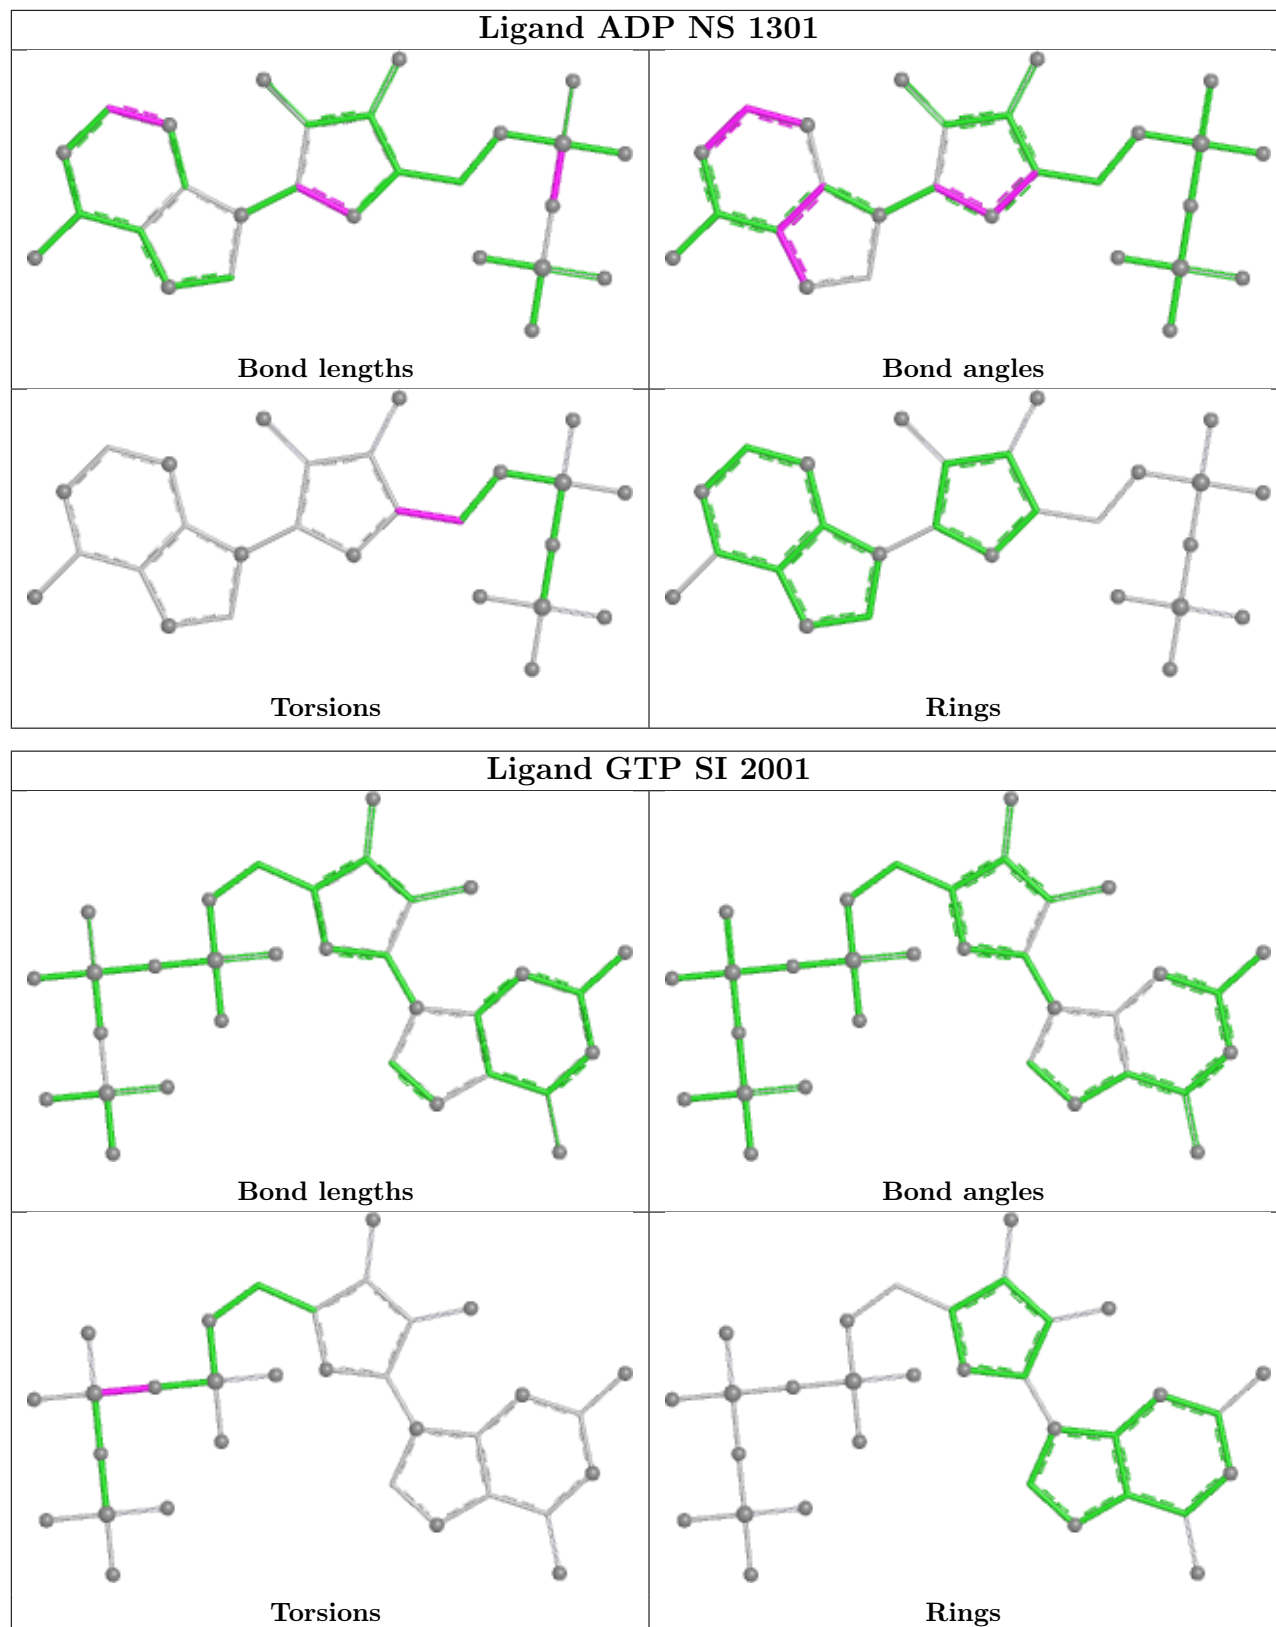 Ligand ADP NS 1301
Bond lengths
Bond angles
Torsions
Rings
Ligand GTP SI 2001
Bond lengths
Bond angles
Torsions
Rings